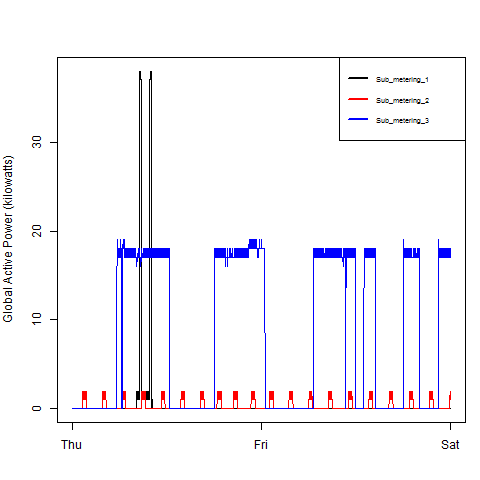 Sub_metering_1
Sub_metering_2
Sub_metering_3
Global Active Power (kilowatts)
30
20
10
0
Thu Fri Sat